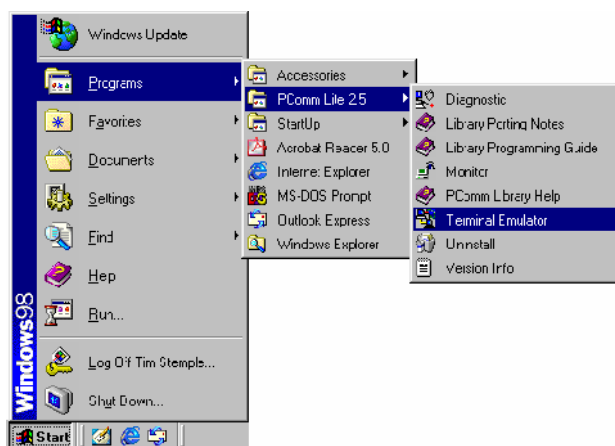 Windows Update
Programs
Favorites
Documents
Settings
Find
Help
Run...
Log Off Tim Stemple...
Shut Down...
Windows98
Start
Accessories
PComm Lite 2.5
StartUp
Acrobat Reader 5.0
Internet Explorer
MS-DOS Prompt
Outlook Express
Windows Explorer
Diagnostic
Library Porting Notes
Library Programming Guide
Monitor
PComm Library Help
Terminal Emulator
Uninstall
Version Info